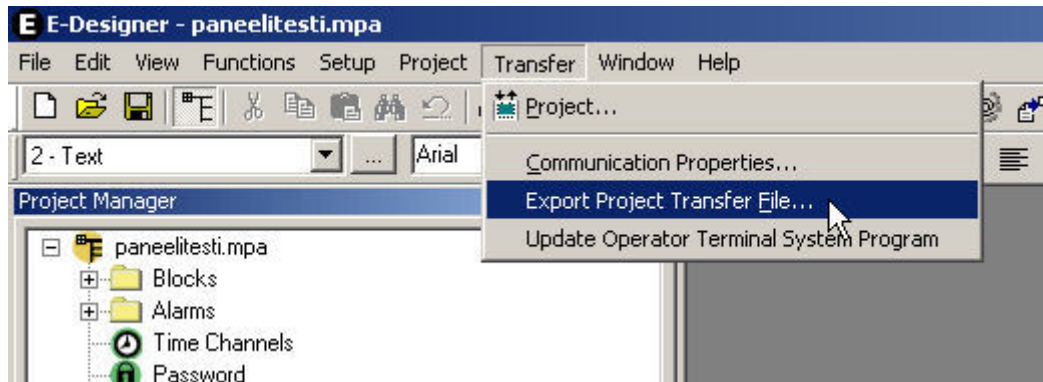 E-Designer - paneelitesti.mpa
File Edit View Functions Setup Project Transfer Window Help
Project...
2 - Text ... Arial
Communication Properties...
Project Manager
Export Project Transfer File...
Update Operator Terminal System Program
paneelitesti.mpa
Blocks
Alarms
Time Channels
Password